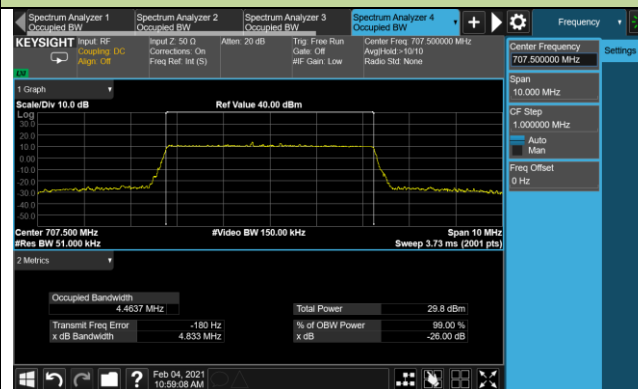 Spectrum Analyzer 1
Occupied BW
Spectrum Analyzer 2
Occupied BW
Spectrum Analyzer 3
Occupied BW
Spectrum Analyzer 4
Occupied BW
Frequency
KEYSIGHT
Input: RF
Coupling: DC
Align: Off
Input Z: 50 Ω
Corrections: On
Freq Ref: Int (S)
Atten: 20 dB
Trig: Free Run
Gate: Off
#IF Gain: Low
Center Freq: 707.500000 MHz
Avg|Hold:>10/10
Radio Std: None
LXI
Center Frequency
707.500000 MHz
Settings
Span
10.000 MHz
CF Step
1.000000 MHz
Auto
Man
Freq Offset
0 Hz
1 Graph
Scale/Div 10.0 dB
Ref Value 40.00 dBm
Log
30.0
20.0
10.0
0.00
-10.0
-20.0
-30.0
-40.0
-50.0
Center 707.500 MHz
#Video BW 150.00 kHz
Span 10 MHz
#Res BW 51.000 kHz
Sweep 3.73 ms (2001 pts)
2 Metrics
Occupied Bandwidth
4.4637 MHz
Total Power 29.8 dBm
Transmit Freq Error -180 Hz
% of OBW Power 99.00 %
x dB Bandwidth 4.833 MHz
x dB -26.00 dB
Feb 04, 2021
10:59:08 AM